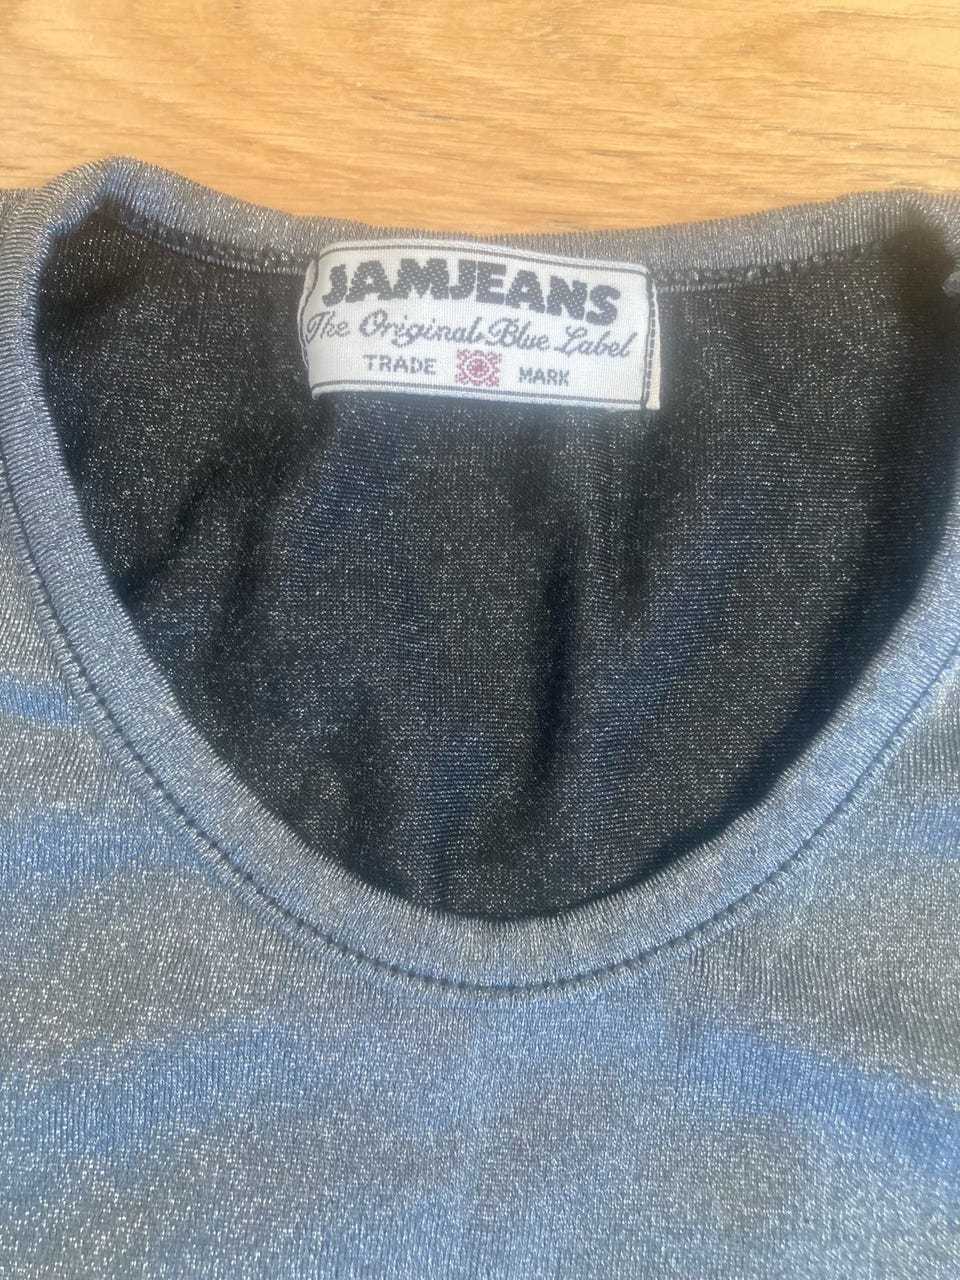 JAMJEANS
The Original Blue Label
TRADE MARK